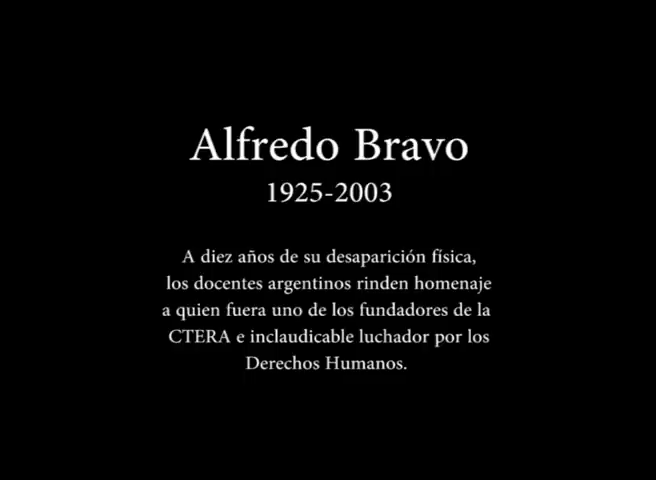 Alfredo Bravo
1925-2003
A diez años de su desaparición física,
los docentes argentinos rinden homenaje
a quien fuera uno de los fundadores de la
CTERA e inclaudicable luchador por los
Derechos Humanos.